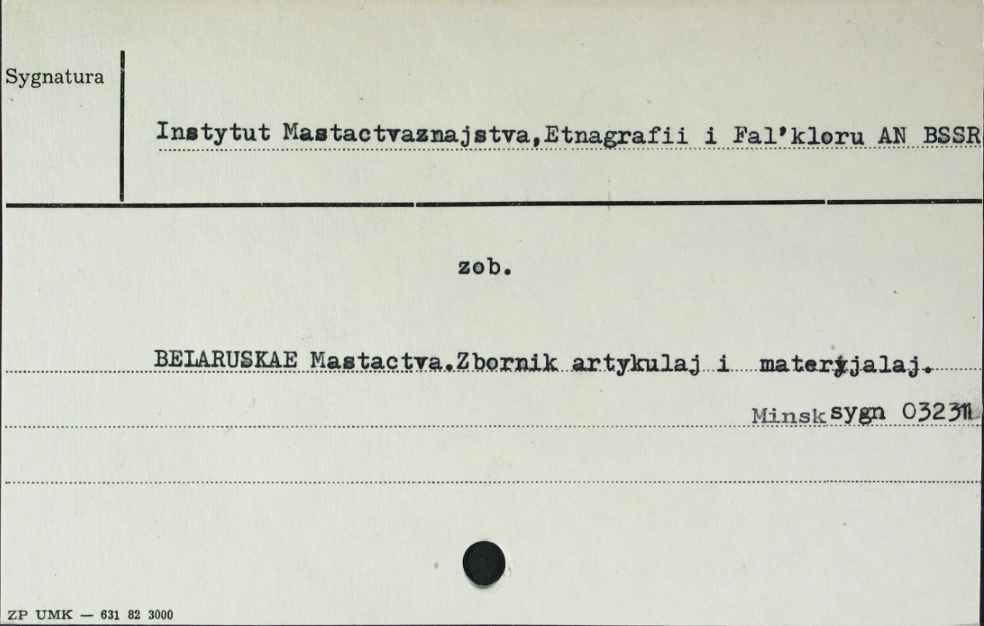 Sygnatura
Instytut Mastactvaznajstva,Etnagrafii i Fal'kloru AN BSSR
zob.
BELARUSKAE Mastactva.Zbornik artykulaj i materyjalaj.
Minsk sygn
ZP UMK — 631 82 3000